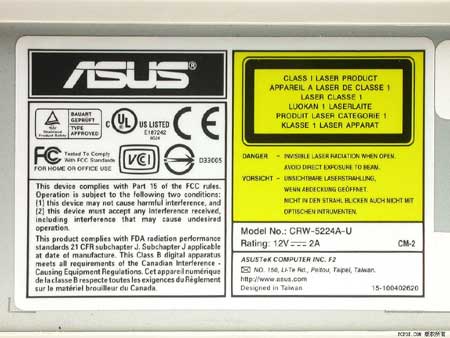 ASUS®
BAUART GEPRÜFT
TYPE APPROVED
UL ® US LISTED
E187242
CE
FC Tested To Comply
With FCC Standards
FOR HOME OR OFFICE USE
VCI
D33005
This device complies with Part 15 of the FCC rules.
Operation is subject to the following two conditions:
[1] This device may not cause harmful interference, and
[2] this device must accept any interference received,
including interference that may cause undesired
operation.
This product complies with FDA radiation performance
standards 21 CFR subchapter J. Subchapter J applicable
at date of manufacture. This Class B digital apparatus
meets all requirements of the Canadian Interference -
Causing Equipment Regulations. Cet appareil numérique
de la classe B respecte toutes les exigences du Règlement
sur le matériel brouilleur du Canada.
CLASS I LASER PRODUCT
APPAREIL A LASER DE CLASSE 1
LASER CLASSE 1
LUOKAN 1 LASERLAITE
PRODUIT LASER CATEGORIE 1
KLASSE 1 LASER APPARAT
DANGER - INVISIBLE LASER RADIATION WHEN OPEN.
AVOID DIRECT EXPOSURE TO BEAM.
VORSICHT - UNSICHTBARE LASERSTRAHLUNG,
WENN ABDECKUNG GEÖFFNET.
NICHT IN DEN STRAHL BLICKEN AUCH
NICHT MIT OPTISCHEN INSTRUMENTEN.
Model No.: CRW-5224A-U
Rating: 12V 2A CM-2
ASUSTeK COMPUTER INC. F2
NO. 150, Li-Te Rd., Peitou, Taipei, Taiwan.
http://www.asus.com.tw
Designed in Taiwan 15-100402620